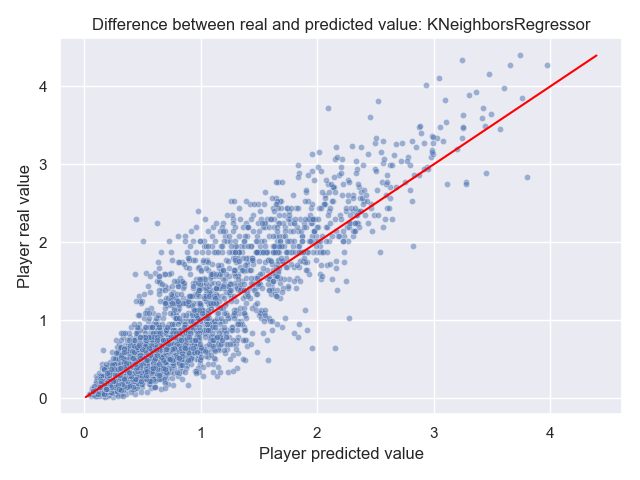 Difference between real and predicted value: KNeighborsRegressor
4
3
2
1
0
Player real value
0 1 2 3 4
Player predicted value